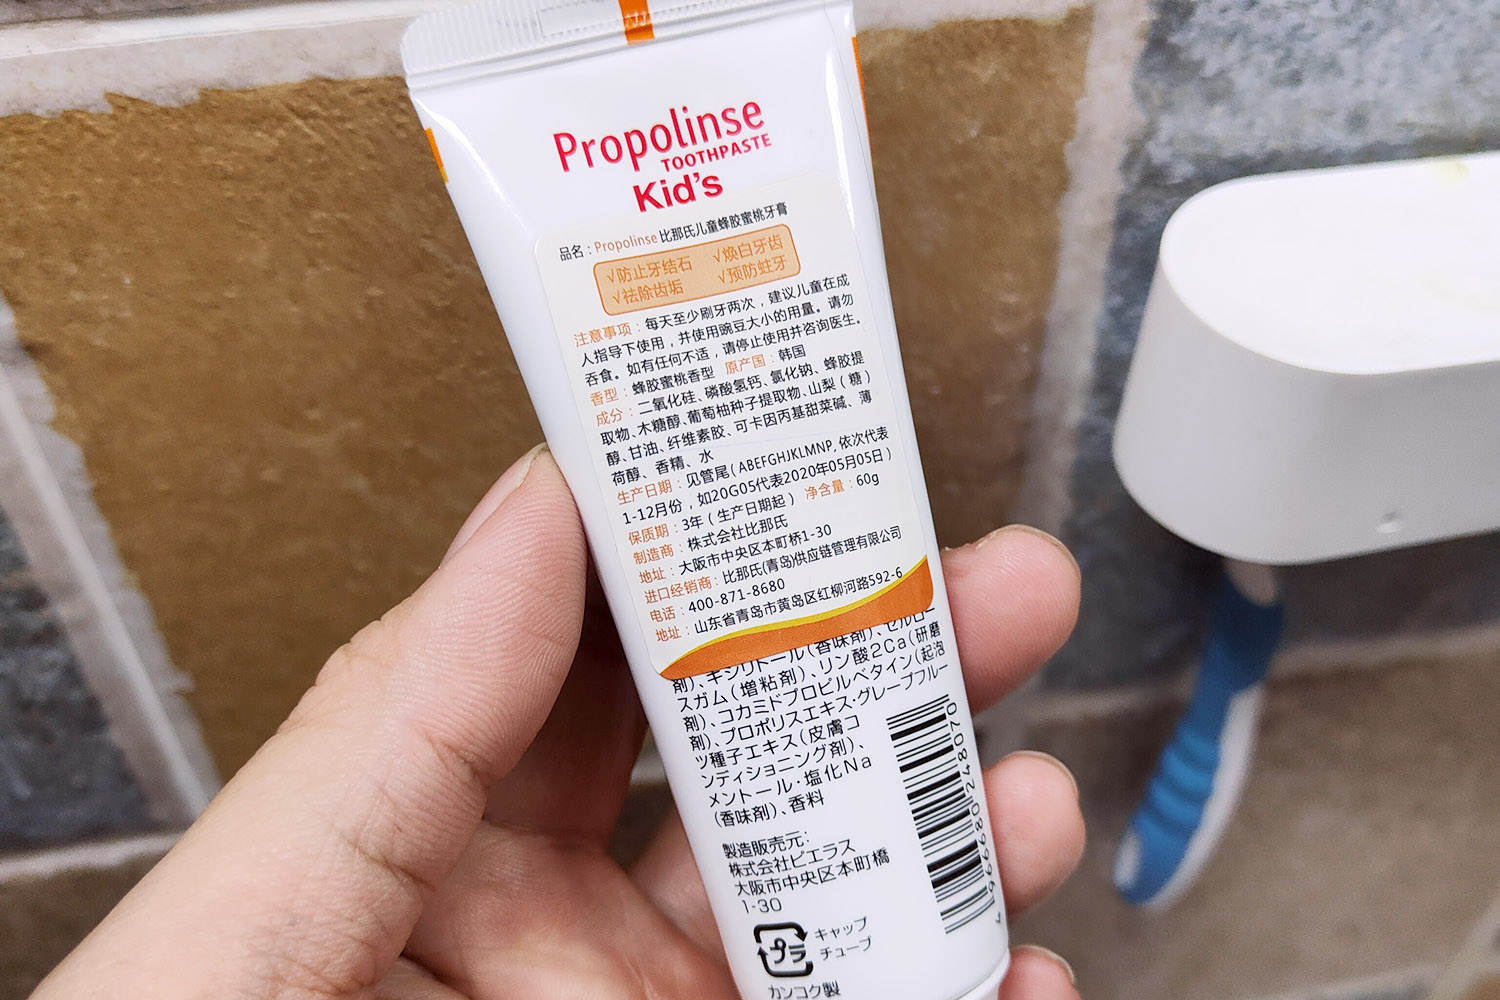 Propolinse
TOOTHPASTE
Kid's
品名：Propolinse 比那氏儿童蜂胶蜜桃牙膏
√防止牙结石 √焕白牙齿
√祛除齿垢 √预防蛀牙
注意事项：每天至少刷牙两次，建议儿童在成
人指导下使用，并使用豌豆大小的用量。请勿
吞食。如有任何不适，请停止使用并咨询医生。
香型：蜂胶蜜桃香型 原产国：韩国
成分：二氧化硅、磷酸氢钙、氯化钠、蜂胶提
取物、木糖醇、葡萄柚种子提取物、山梨（糖）
醇、甘油、纤维素胶、可卡因丙基甜菜碱、薄
荷醇、香精、水
生产日期：见管尾(ABEFGHJKLMNP,依次代表
1-12月份，如20G05代表2020年05月05日）
保质期：3年（生产日期起） 净含量：60g
制造商：株式会社比那氏
地址：大阪市中央区本町桥1-30
进口经销商：比那氏(青岛供应链管理有限公司
电话：400-871-8680
地址：山东省青岛市黄岛区红柳河路592-6
剤)、キシリトール(香味剤)、セルロー
スガム(増粘剤)、リン酸2Ca(研磨
剤)、コカミドプロピルベタイン(起泡
剤)、プロポリスエキス・グレープフルー
ツ種子エキス(皮膚コ
ンディショニング剤)、
メントール・塩化Na
(香味剤)、香料
製造販売元:
株式会社ピエラス
大阪市中央区本町橋
1-30
プラ
キャップ
チューブ
カンコク製
4 966680 248070